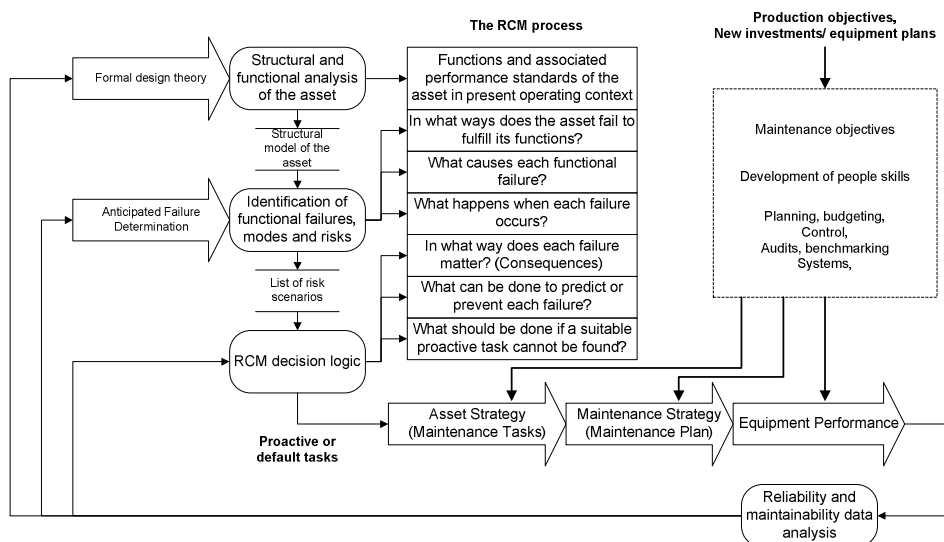 The RCM process
Production objectives,
New investments/ equipment plans
Formal design theory
Structural and
functional analysis
of the asset
Functions and associated
performance standards of the
asset in present operating context
Structural
model of the
asset
In what ways does the asset fail to
fulfill its functions?
What causes each functional
failure?
Anticipated Failure
Determination
Identification of
functional failures,
modes and risks
What happens when each failure
occurs?
In what way does each failure
matter? (Consequences)
List of risk
scenarios
What can be done to predict or
prevent each failure?
RCM decision logic
What should be done if a suitable
proactive task cannot be found?
Maintenance objectives
Development of people skills
Planning, budgeting,
Control,
Audits, benchmarking
Systems,
Proactive or
default tasks
Asset Strategy
(Maintenance Tasks)
Maintenance Strategy
(Maintenance Plan)
Equipment Performance
Reliability and
maintainability data
analysis